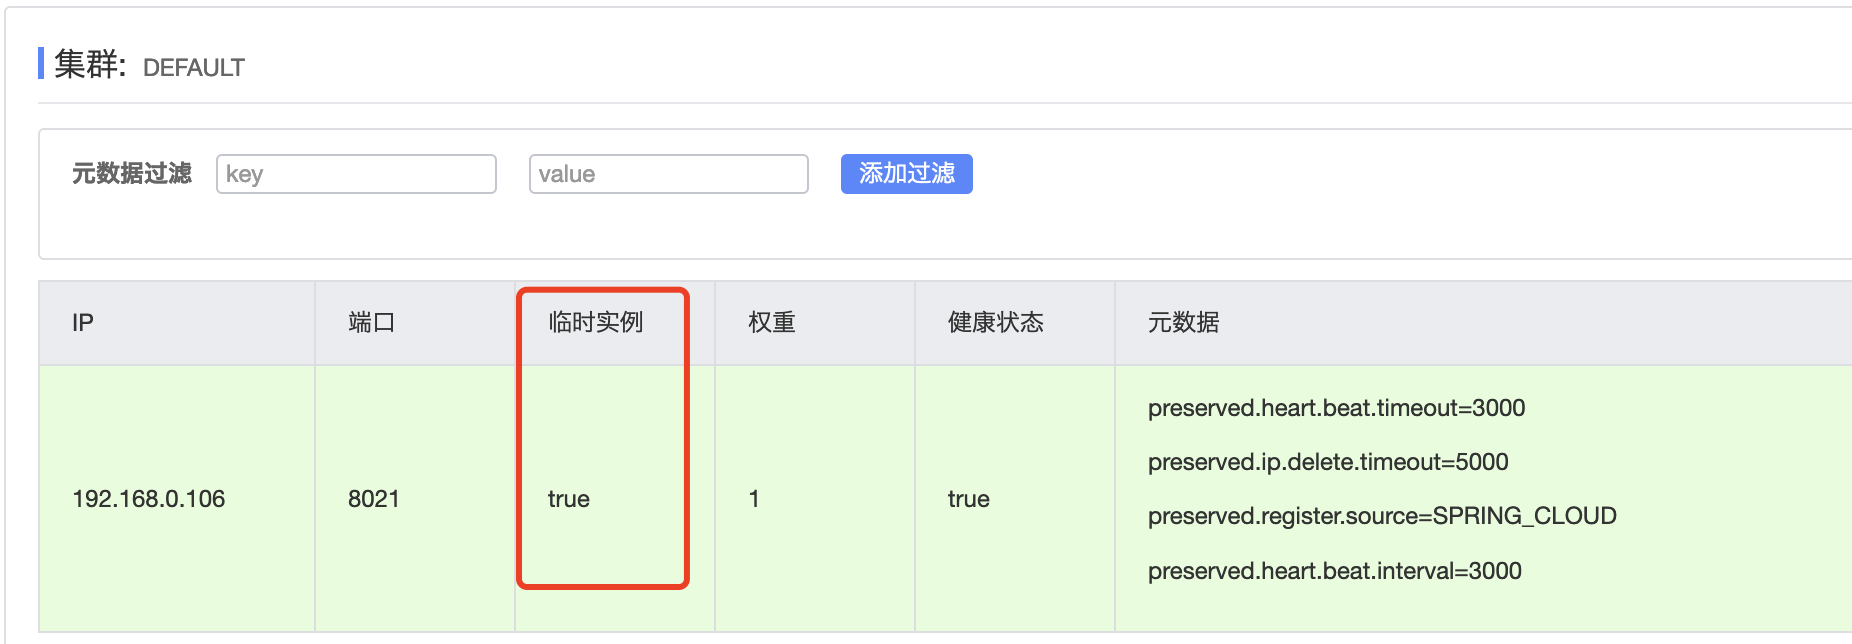 集群: DEFAULT
元数据过滤 key value 添加过滤
IP 端口 临时实例 权重 健康状态 元数据
preserved.heart.beat.timeout=3000
preserved.ip.delete.timeout=5000
192.168.0.106 8021 true 1 true
preserved.register.source=SPRING_CLOUD
preserved.heart.beat.interval=3000